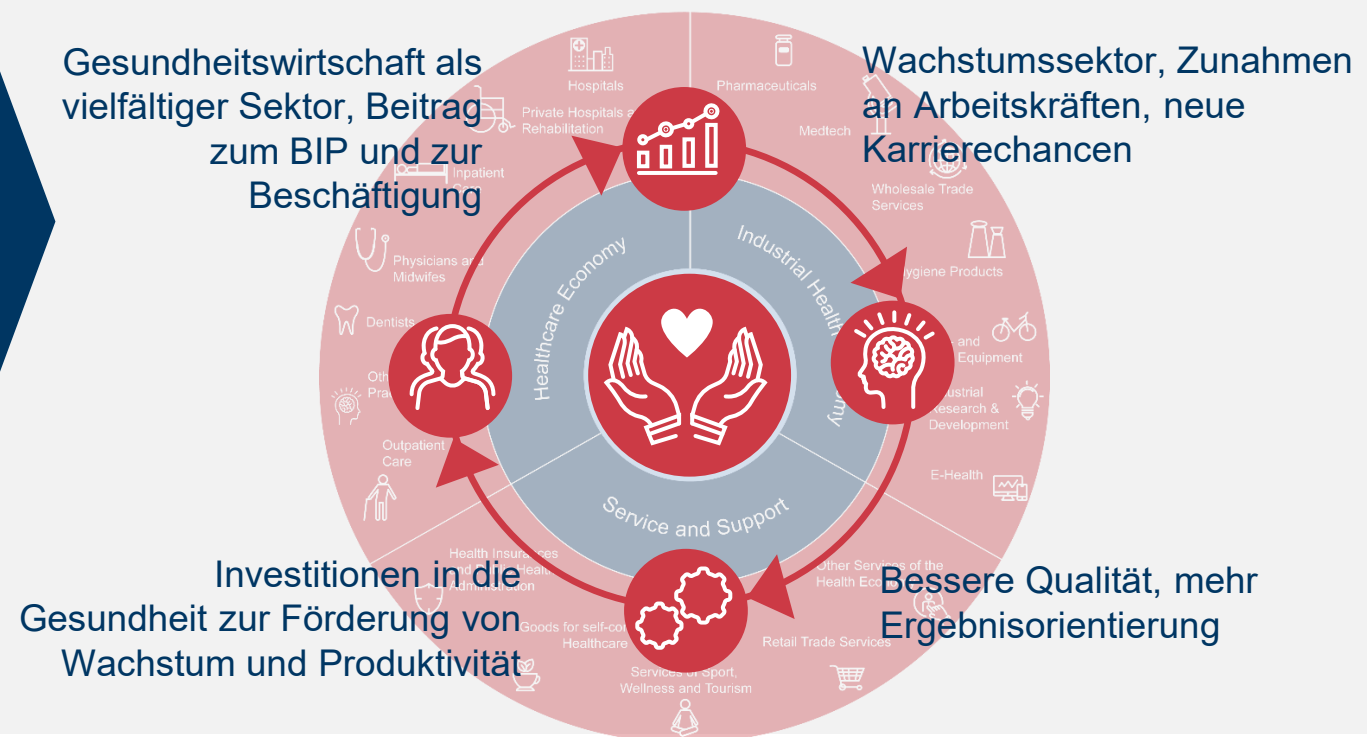 Gesundheitswirtschaft als
vielfältiger Sektor, Beitrag
zum BIP und zur
Beschäftigung
Wachstumssektor, Zunahmen
an Arbeitskräften, neue
Karrierechancen
Hospitals
Private Hospitals
Rehabilitation
Inpatient
Physicians and
Midwifes
Dentists
Outpatient
Care
Pharmaceuticals
Medtech
Wholesale Trade
Services
Hygiene Products
and
Equipment
Research &
Development
E-Health
Healthcare Economy
Industrial Health
Service and Support
Health Insurances
Administration
Goods for
Healthcare
Services of Sport,
Wellness and Tourism
Retail Trade Services
Other Services of the
Health
Investitionen in die
Gesundheit zur Förderung von
Wachstum und Produktivität
Bessere Qualität, mehr
Ergebnisorientierung